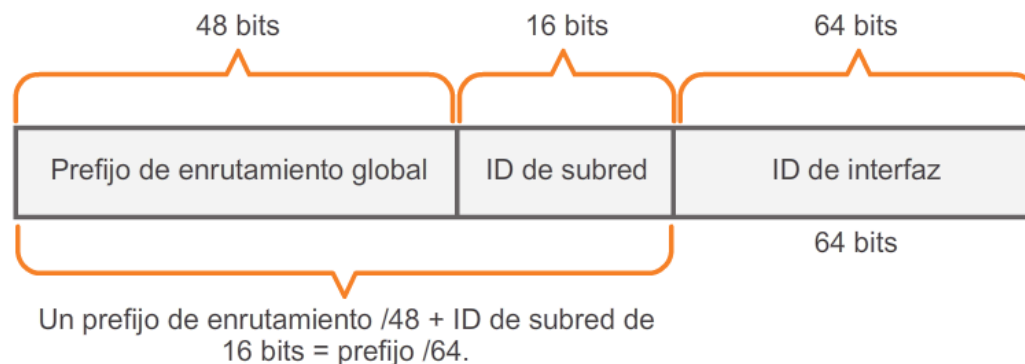 48 bits
16 bits
64 bits
Prefijo de enrutamiento global
ID de subred
ID de interfaz
64 bits
Un prefijo de enrutamiento /48 + ID de subred de
16 bits = prefijo /64.